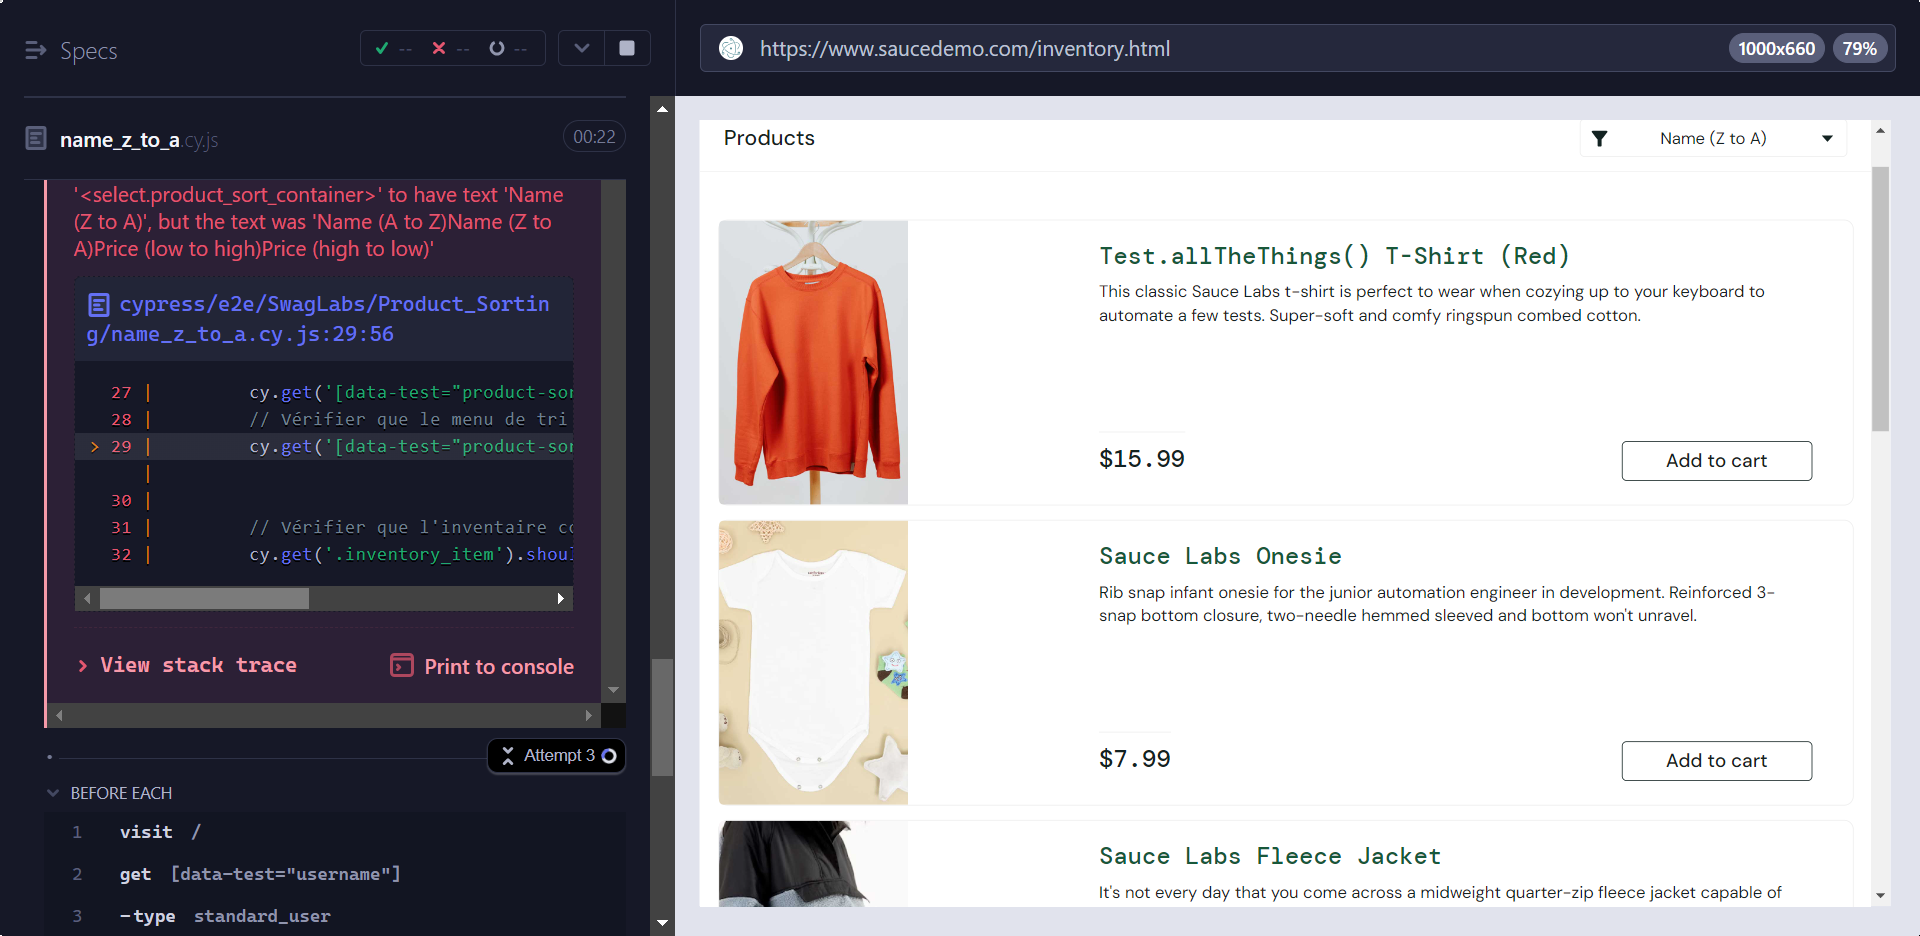 Specs
-- -- --
https://www.saucedemo.com/inventory.html
1000x660
79%
name_z_to_a.cy.js
00:22
'<select.product_sort_container>' to have text 'Name
(Z to A)', but the text was 'Name (A to Z)Name (Z to
A)Price (low to high)Price (high to low)'
cypress/e2e/SwagLabs/Product_Sortin
g/name_z_to_a.cy.js:29:56
27 | cy.get('[data-test="product-sor
28 | // Vérifier que le menu de tri
> 29 | cy.get('[data-test="product-sor
|
30 |
31 | // Vérifier que l'inventaire co
32 | cy.get('.inventory_item').shoul
View stack trace
Print to console
Attempt 3
BEFORE EACH
1 visit /
2 get [data-test="username"]
3 -type standard_user
Products
Name (Z to A)
Test.allTheThings() T-Shirt (Red)
This classic Sauce Labs t-shirt is perfect to wear when cozying up to your keyboard to
automate a few tests. Super-soft and comfy ringspun combed cotton.
$15.99
Add to cart
Sauce Labs Onesie
Rib snap infant onesie for the junior automation engineer in development. Reinforced 3-
snap bottom closure, two-needle hemmed sleeved and bottom won't unravel.
$7.99
Add to cart
Sauce Labs Fleece Jacket
It's not every day that you come across a midweight quarter-zip fleece jacket capable of